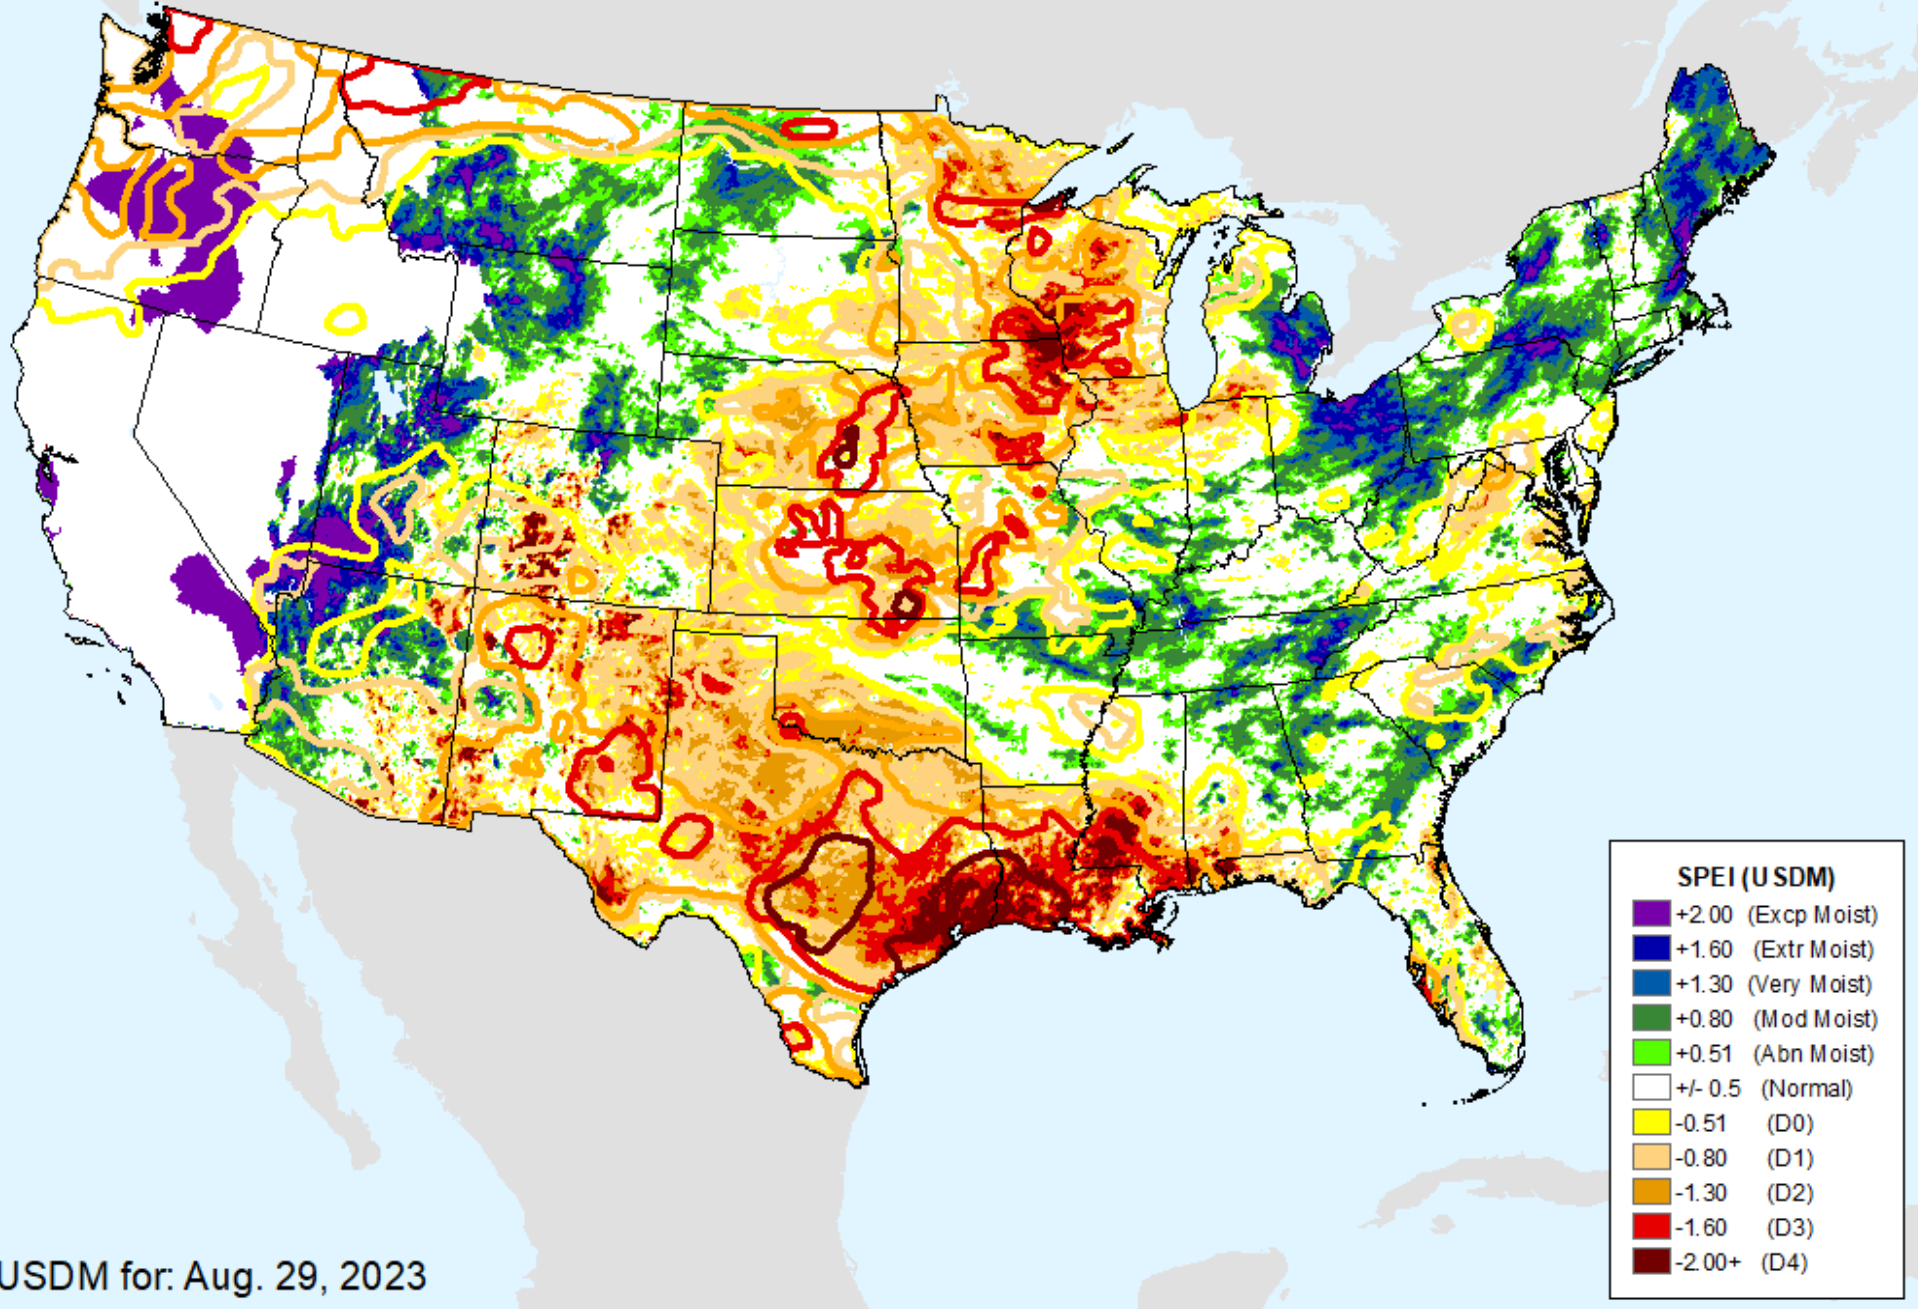 SPEI (USDM)
+2.00 (Excp Moist)
+1.60 (Extr Moist)
+1.30 (Very Moist)
+0.80 (Mod Moist)
+0.51 (Abn Moist)
+/- 0.5 (Normal)
-0.51 (D0)
-0.80 (D1)
-1.30 (D2)
-1.60 (D3)
-2.00+ (D4)
USDM for: Aug. 29, 2023